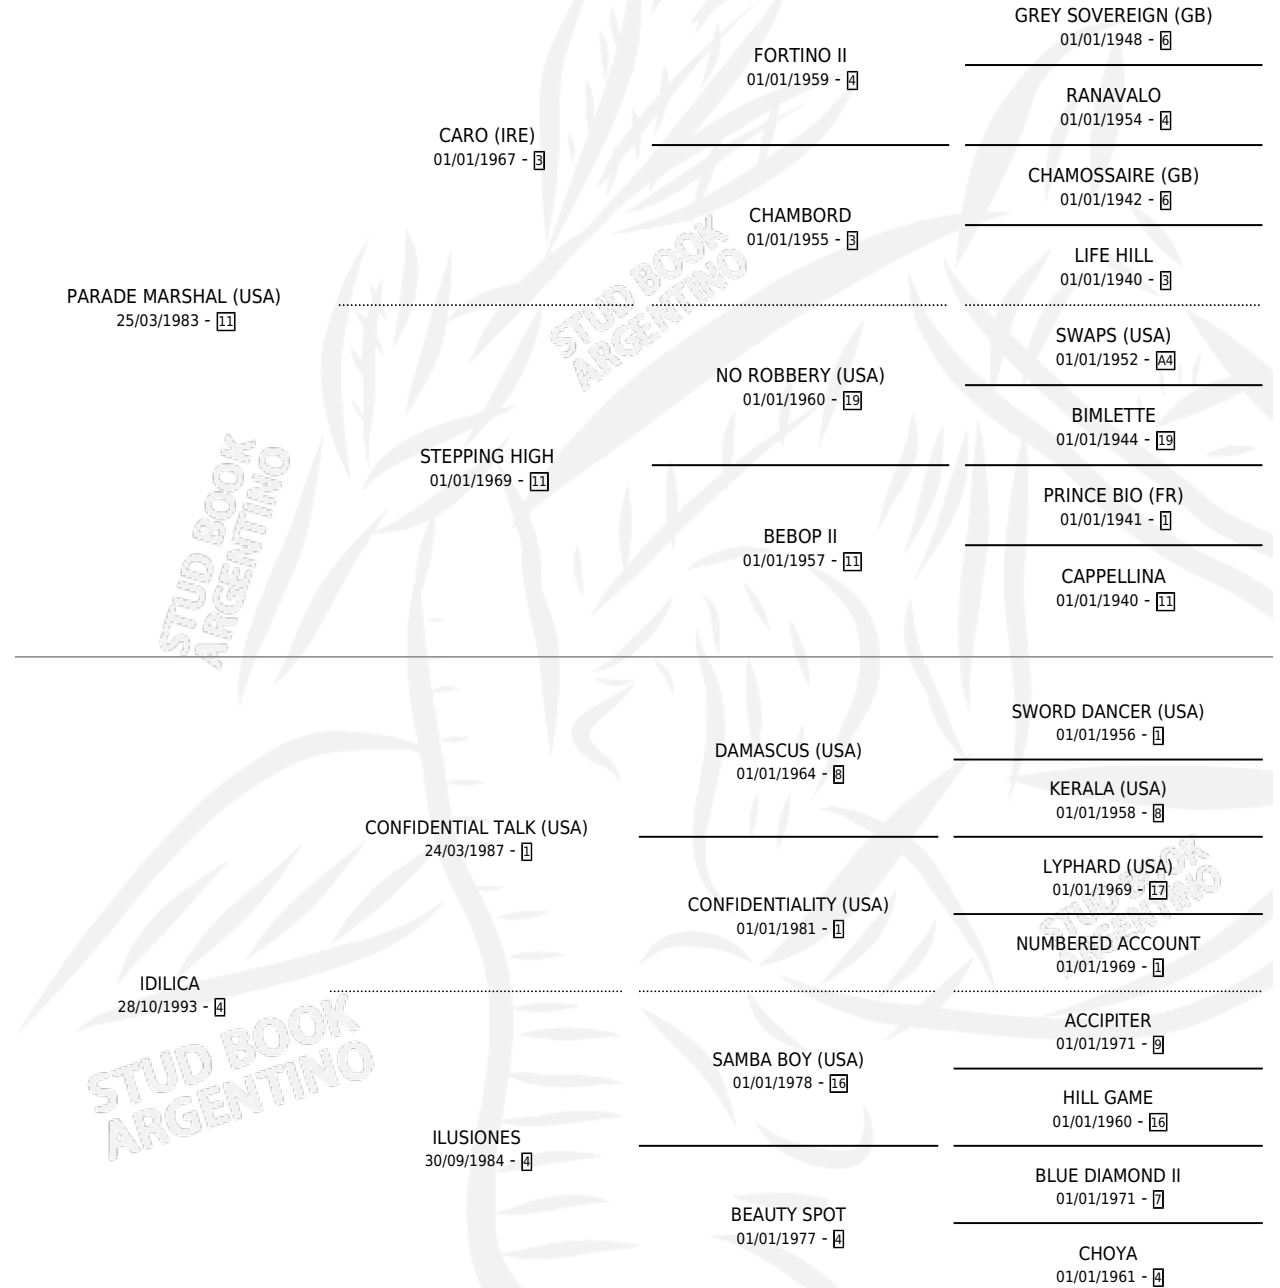 GREY SOVEREIGN (GB)
01/01/1948 - 6
FORTINO II
01/01/1959 - 4
RANAVALO
01/01/1954 - 4
CARO (IRE)
01/01/1967 - 3
CHAMOSSAIRE (GB)
01/01/1942 - 6
CHAMBORD
01/01/1955 - 3
LIFE HILL
01/01/1940 - 3
PARADE MARSHAL (USA)
25/03/1983 - 11
SWAPS (USA)
01/01/1952 - A4
NO ROBBERY (USA)
01/01/1960 - 19
BIMLETTE
01/01/1944 - 19
STEPPING HIGH
01/01/1969 - 11
PRINCE BIO (FR)
01/01/1941 - 1
BEBOP II
01/01/1957 - 11
CAPPELLINA
01/01/1940 - 11
SWORD DANCER (USA)
01/01/1956 - 1
DAMASCUS (USA)
01/01/1964 - 8
KERALA (USA)
01/01/1958 - 8
CONFIDENTIAL TALK (USA)
24/03/1987 - 1
LYPHARD (USA)
01/01/1969 - 17
CONFIDENTIALITY (USA)
01/01/1981 - 1
NUMBERED ACCOUNT
01/01/1969 - 1
IDILICA
28/10/1993 - 4
ACCIPITER
01/01/1971 - 9
SAMBA BOY (USA)
01/01/1978 - 16
HILL GAME
01/01/1960 - 16
ILUSIONES
30/09/1984 - 4
BLUE DIAMOND II
01/01/1971 - 7
BEAUTY SPOT
01/01/1977 - 4
CHOYA
01/01/1961 - 4
STUD BOOK
ARGENTINO
STUD BOOK
ARGENTINO
STUD BOOK
ARGENTINO
STUD BOOK
ARGENTINO